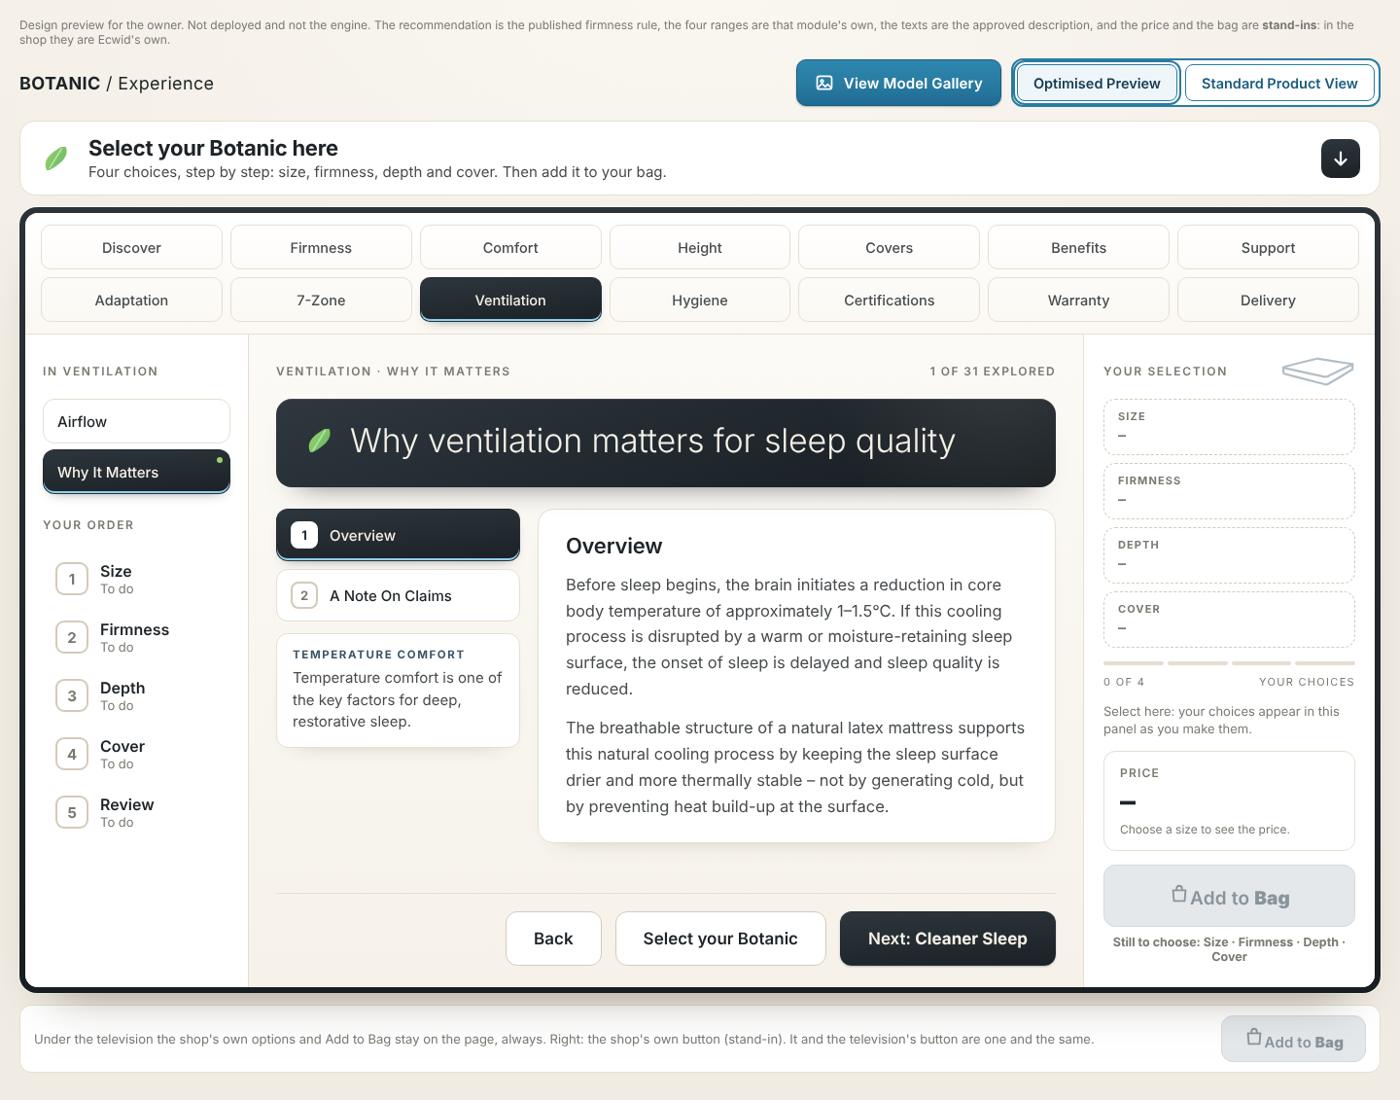 Design preview for the owner. Not deployed and not the engine. The recommendation is the published firmness rule, the four ranges are that module's own, the texts are the approved description, and the price and the bag are stand-ins: in the
shop they are Ecwid's own.
BOTANIC / Experience
View Model Gallery
Optimised Preview
Standard Product View
Select your Botanic here
Four choices, step by step: size, firmness, depth and cover. Then add it to your bag.
Discover
Firmness
Comfort
Height
Covers
Benefits
Support
Adaptation
7-Zone
Ventilation
Hygiene
Certifications
Warranty
Delivery
IN VENTILATION
Airflow
Why It Matters
YOUR ORDER
1 Size
To do
2 Firmness
To do
3 Depth
To do
4 Cover
To do
5 Review
To do
VENTILATION · WHY IT MATTERS
1 OF 31 EXPLORED
Why ventilation matters for sleep quality
1 Overview
2 A Note On Claims
TEMPERATURE COMFORT
Temperature comfort is one of
the key factors for deep,
restorative sleep.
Overview
Before sleep begins, the brain initiates a reduction in core
body temperature of approximately 1–1.5°C. If this cooling
process is disrupted by a warm or moisture-retaining sleep
surface, the onset of sleep is delayed and sleep quality is
reduced.
The breathable structure of a natural latex mattress supports
this natural cooling process by keeping the sleep surface
drier and more thermally stable – not by generating cold, but
by preventing heat build-up at the surface.
Back
Select your Botanic
Next: Cleaner Sleep
YOUR SELECTION
SIZE
–
FIRMNESS
–
DEPTH
–
COVER
–
0 OF 4
YOUR CHOICES
Select here: your choices appear in this
panel as you make them.
PRICE
–
Choose a size to see the price.
Add to Bag
Still to choose: Size · Firmness · Depth ·
Cover
Under the television the shop's own options and Add to Bag stay on the page, always. Right: the shop's own button (stand-in). It and the television's button are one and the same.
Add to Bag